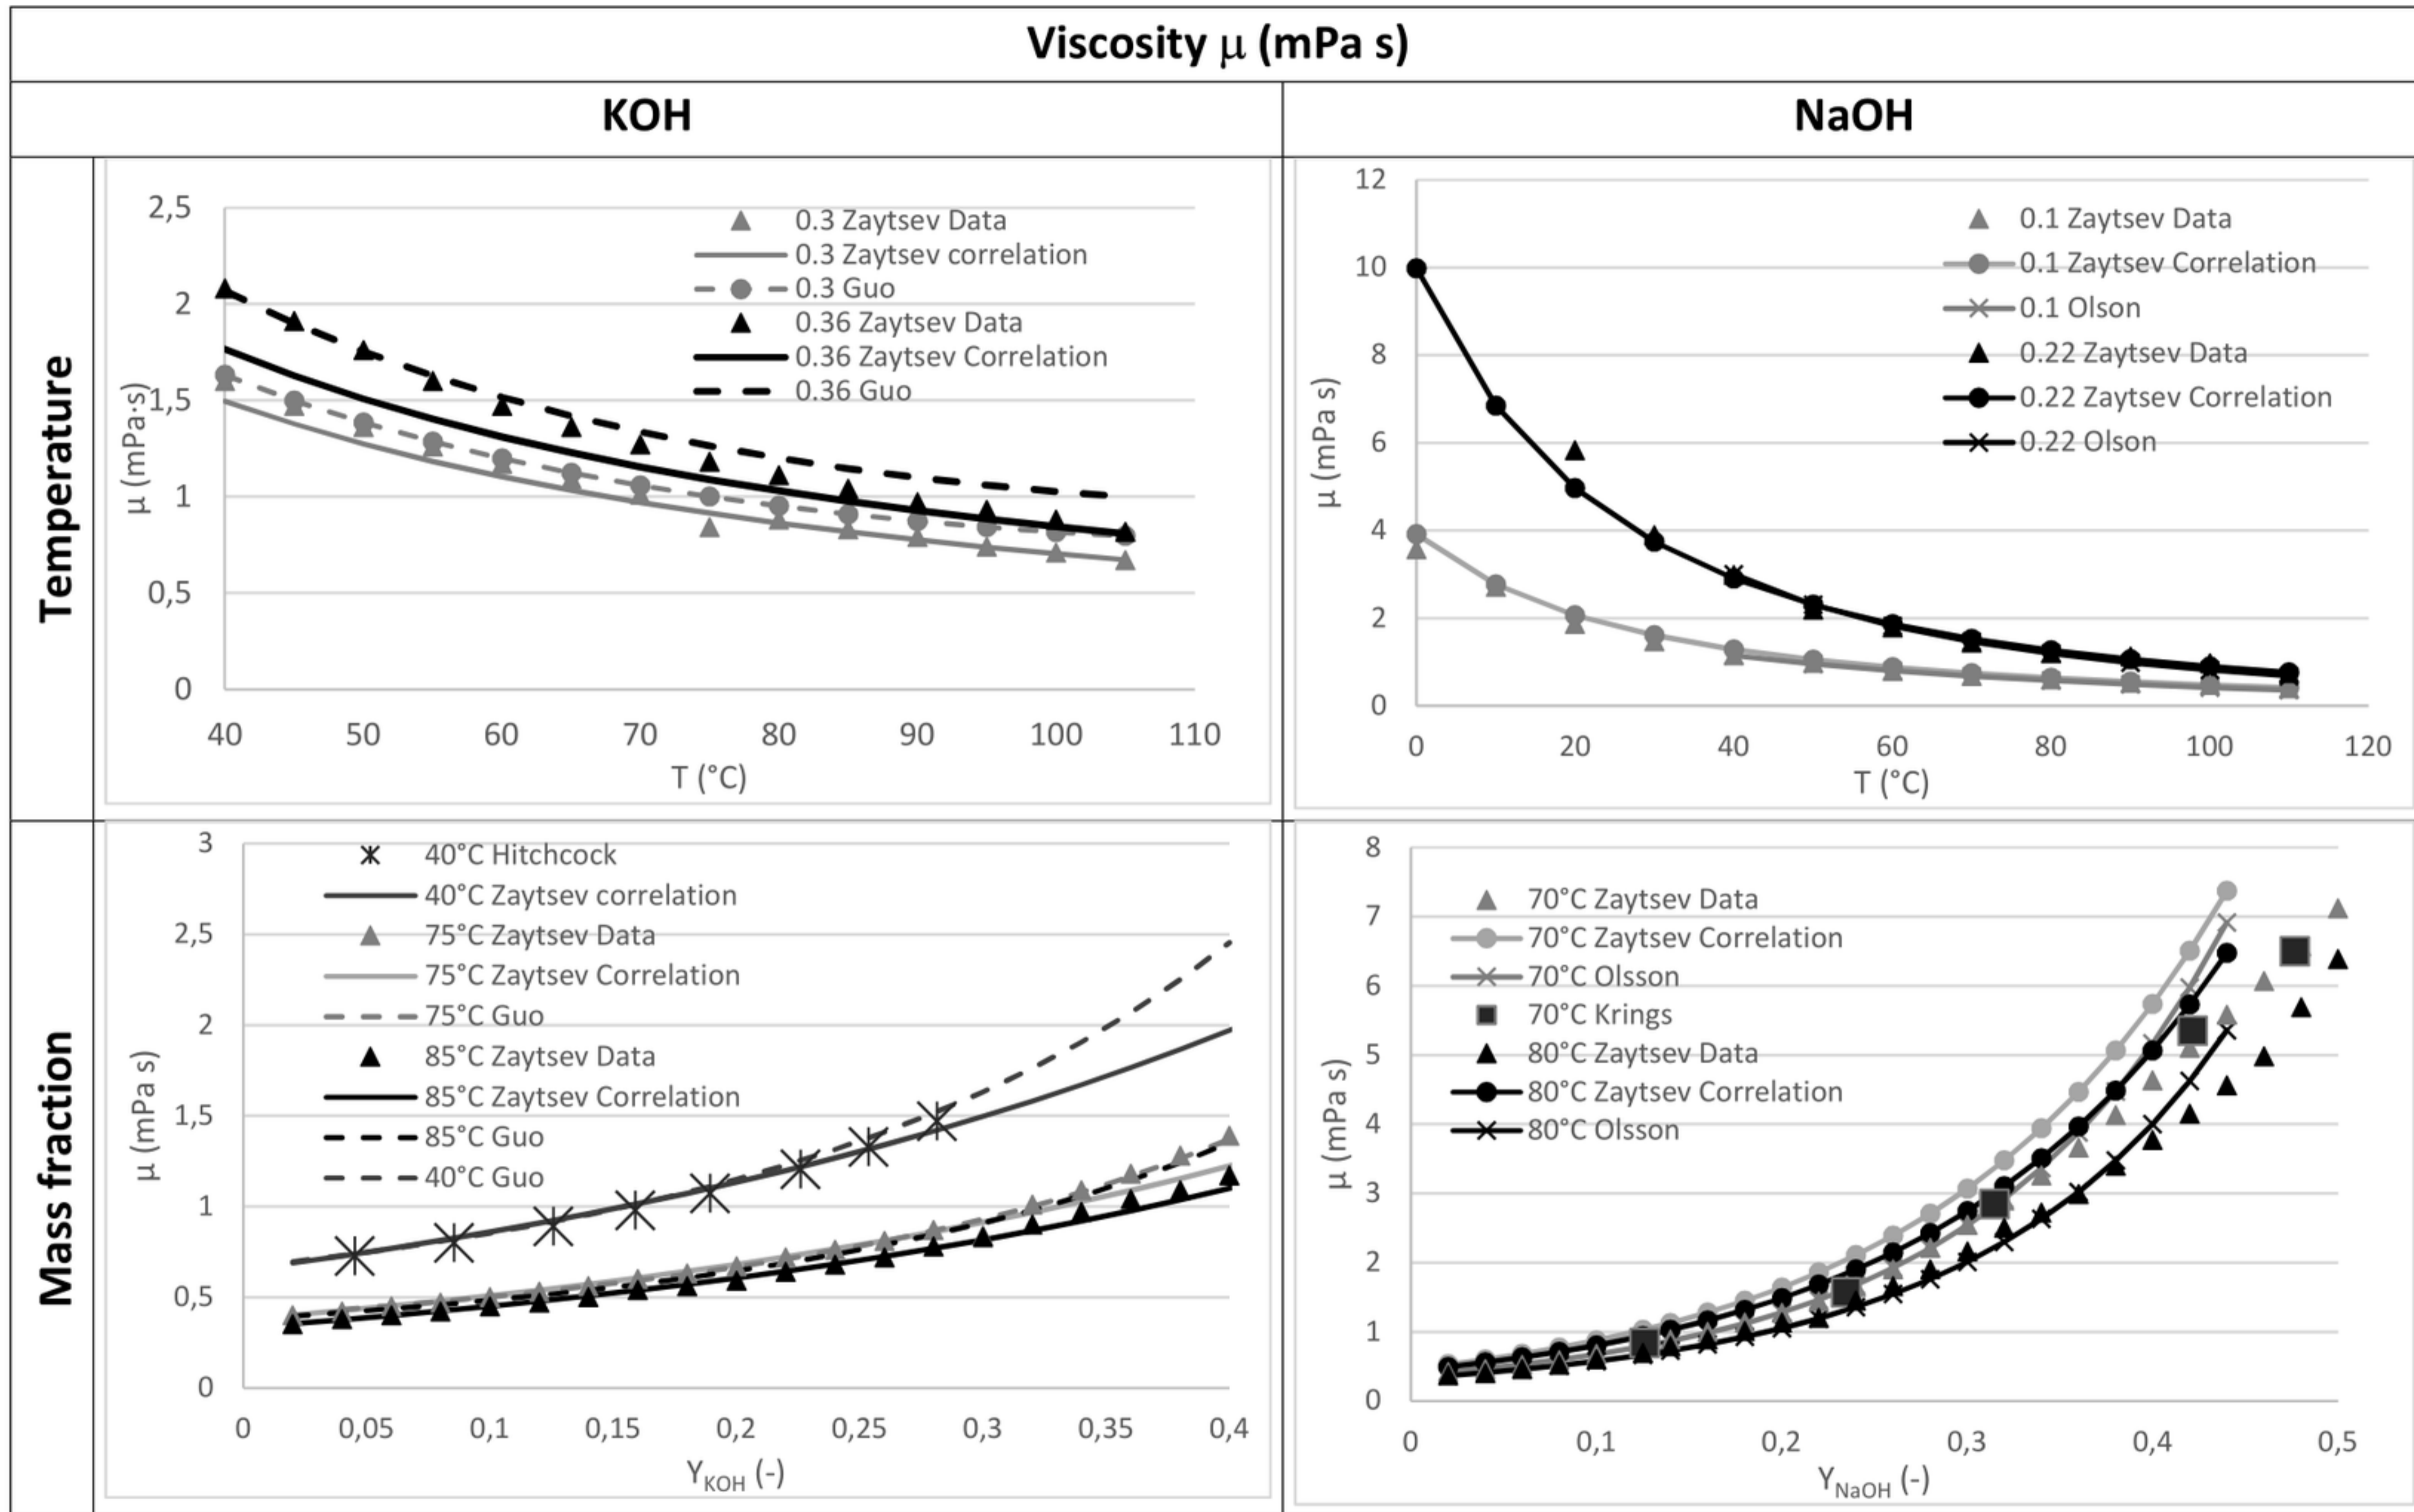 Viscosity μ (mPa s)
KOH
NaOH
Temperature
2,5
2
1,5
1
0,5
0
μ (mPa·s)
0.3 Zaytsev Data
0.3 Zaytsev correlation
0.3 Guo
0.36 Zaytsev Data
0.36 Zaytsev Correlation
0.36 Guo
40 50 60 70 80 90 100 110
T (°C)
12
10
8
6
4
2
0
μ (mPa s)
0.1 Zaytsev Data
0.1 Zaytsev Correlation
0.1 Olson
0.22 Zaytsev Data
0.22 Zaytsev Correlation
0.22 Olson
0 20 40 60 80 100 120
T (°C)
Mass fraction
3
2,5
2
1,5
1
0,5
0
μ (mPa s)
40°C Hitchcock
40°C Zaytsev correlation
75°C Zaytsev Data
75°C Zaytsev Correlation
75°C Guo
85°C Zaytsev Data
85°C Zaytsev Correlation
85°C Guo
40°C Guo
0 0,05 0,1 0,15 0,2 0,25 0,3 0,35 0,4
YKOH (-)
8
7
6
5
4
3
2
1
0
μ (mPa s)
70°C Zaytsev Data
70°C Zaytsev Correlation
70°C Olsson
70°C Krings
80°C Zaytsev Data
80°C Zaytsev Correlation
80°C Olsson
0 0,1 0,2 0,3 0,4 0,5
YNaOH (-)